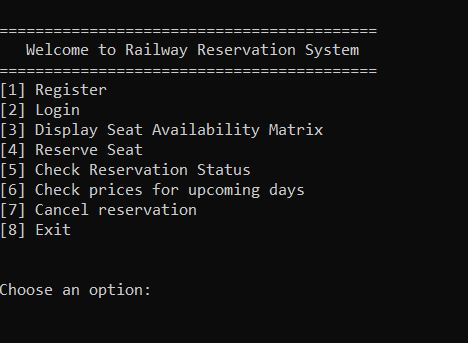 ==========================================
Welcome to Railway Reservation System
==========================================
[1] Register
[2] Login
[3] Display Seat Availability Matrix
[4] Reserve Seat
[5] Check Reservation Status
[6] Check prices for upcoming days
[7] Cancel reservation
[8] Exit
Choose an option: